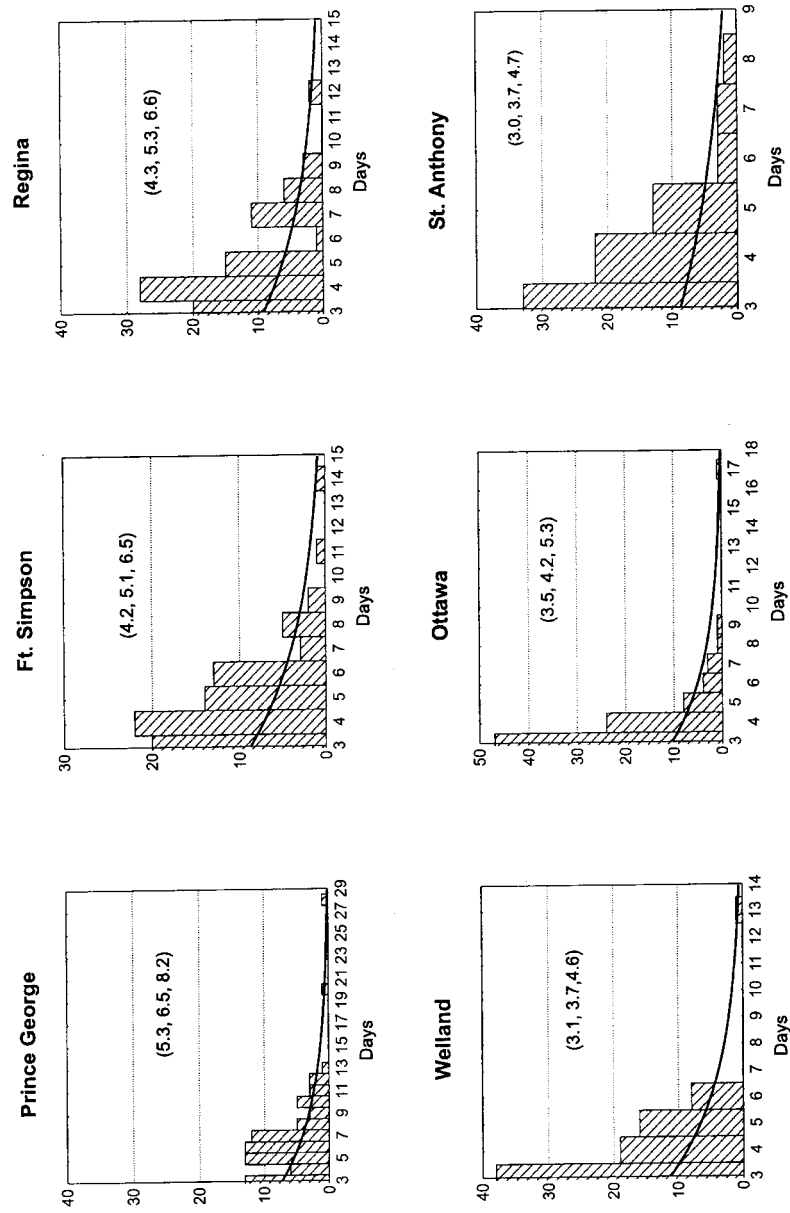 Prince George
40
30
20
10
0
(5.3, 6.5, 8.2)
3 5 7 9 11 13 15 17 19 21 23 25 27 29
Days
Ft. Simpson
30
20
10
0
(4.2, 5.1, 6.5)
3 4 5 6 7 8 9 10 11 12 13 14 15
Days
Regina
40
30
20
10
0
(4.3, 5.3, 6.6)
3 4 5 6 7 8 9 10 11 12 13 14 15
Days
Welland
40
30
20
10
0
(3.1, 3.7,4.6)
3 4 5 6 7 8 9 10 11 12 13 14
Days
Ottawa
50
40
30
20
10
0
(3.5, 4.2, 5.3)
3 4 5 6 7 8 9 10 11 12 13 14 15 16 17 18
Days
St. Anthony
40
30
20
10
0
(3.0, 3.7, 4.7)
3 4 5 6 7 8 9
Days